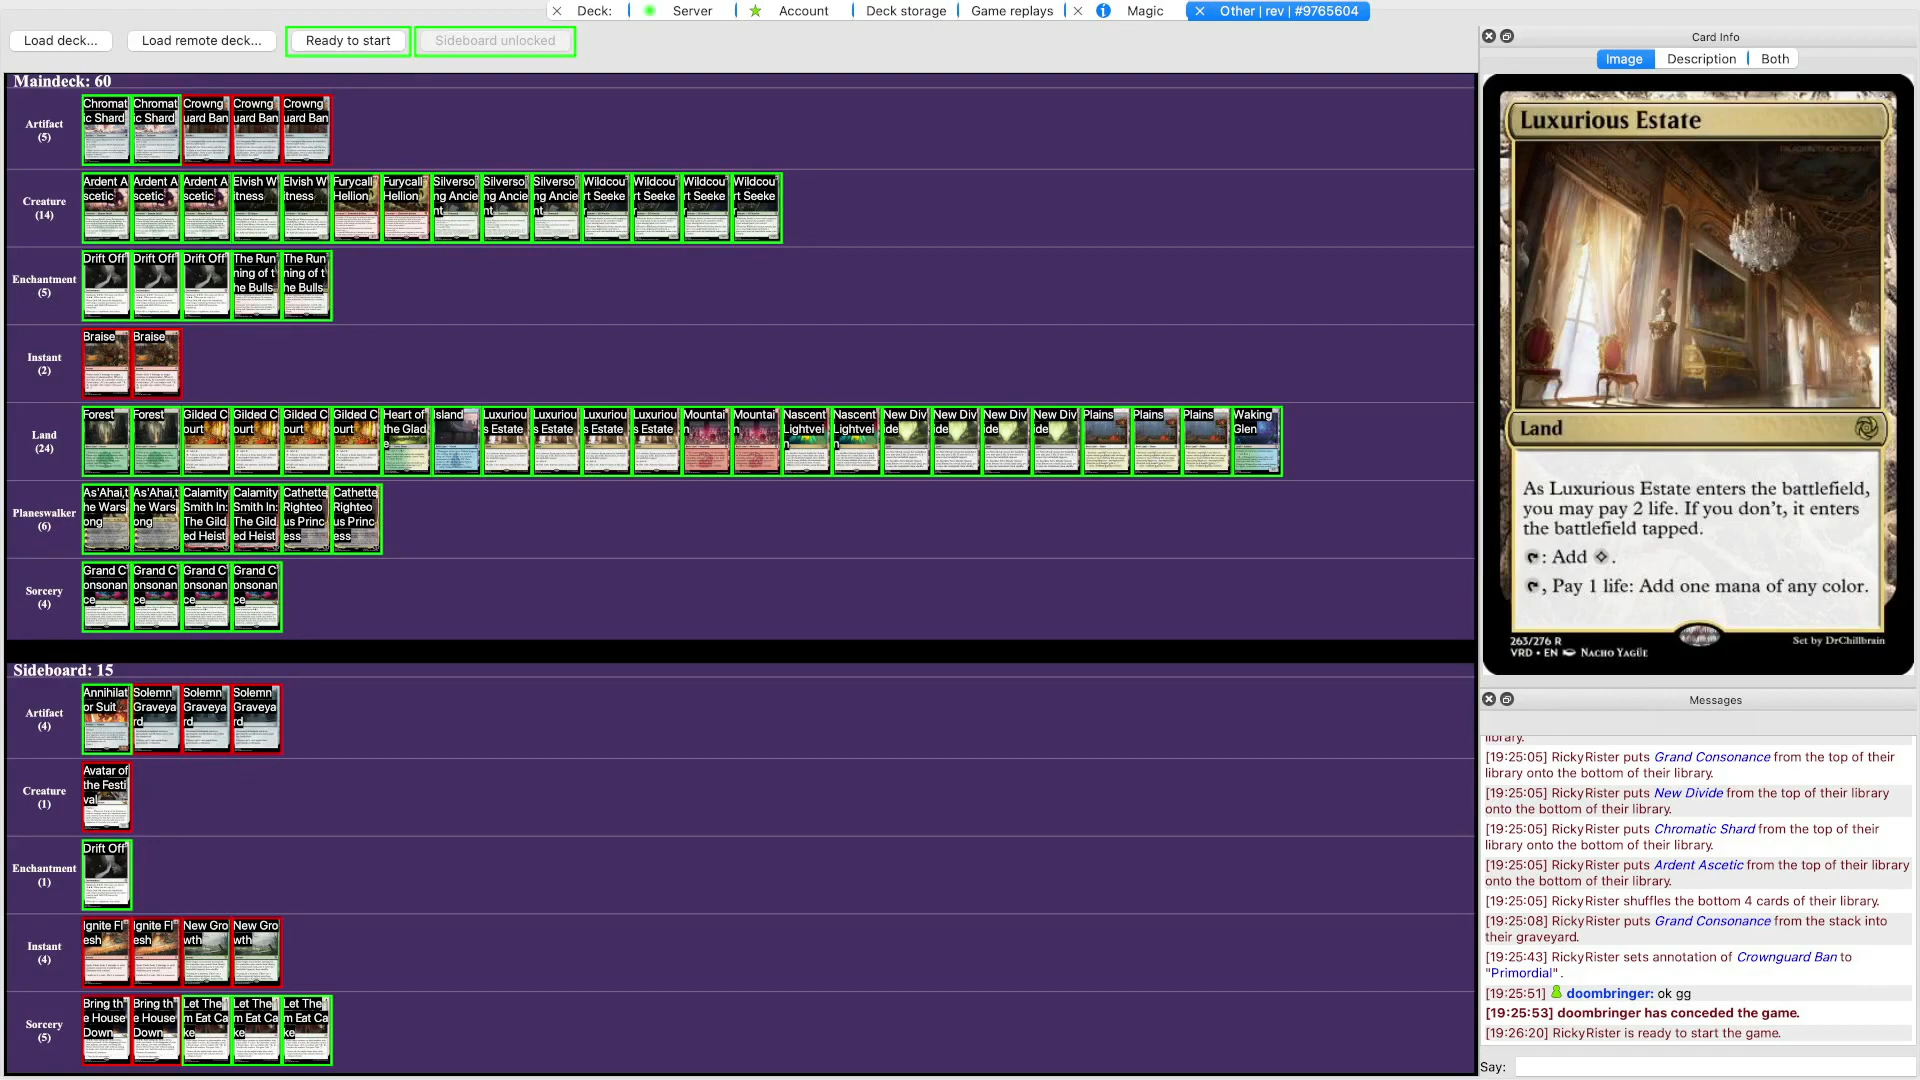 Deck:
Server
Account
Deck storage
Game replays
Magic
Other | rev | #9765604
Load deck...
Load remote deck...
Ready to start
Sideboard unlocked
Maindeck: 60
Artifact
(5)
Chromatic Shard
Chromatic Shard
Crownguard Ban
Crownguard Ban
Crownguard Ban
Creature
(14)
Ardent Ascetic
Ardent Ascetic
Ardent Ascetic
Elvish Witness
Elvish Witness
Furycall Hellion
Furycall Hellion
Silversong Ancient
Silversong Ancient
Silversong Ancient
Wildcourt Seeke
Wildcourt Seeke
Wildcourt Seeke
Wildcourt Seeke
Enchantment
(5)
Drift Off
Drift Off
Drift Off
The Running of the Bulls
The Running of the Bulls
Instant
(2)
Braise
Braise
Land
(24)
Forest
Forest
Gilded Court
Gilded Court
Gilded Court
Gilded Court
Heart of the Glade
Island
Luxurious Estate
Luxurious Estate
Luxurious Estate
Luxurious Estate
Mountain
Mountain
Nascent Lightvein
Nascent Lightvein
New Divide
New Divide
New Divide
New Divide
Plains
Plains
Plains
Waking Glen
Planeswalker
(6)
As'Ahai,the Warsong
As'Ahai,the Warsong
Calamity Smith In: The Gilded Heist
Calamity Smith In: The Gilded Heist
Cathette Righteous Princess
Cathette Righteous Princess
Sorcery
(4)
Grand Consonance
Grand Consonance
Grand Consonance
Grand Consonance
Sideboard: 15
Artifact
(4)
Annihilator Suit
Solemn Graveyard
Solemn Graveyard
Solemn Graveyard
Creature
(1)
Avatar of the Festival
Enchantment
(1)
Drift Off
Instant
(4)
Ignite Flesh
Ignite Flesh
New Growth
New Growth
Sorcery
(5)
Bring the House Down
Bring the House Down
Let Them Eat Cake
Let Them Eat Cake
Let Them Eat Cake
Card Info
Image
Description
Both
Luxurious Estate
Land
As Luxurious Estate enters the battlefield,
you may pay 2 life. If you don't, it enters
the battlefield tapped.
: Add .
, Pay 1 life: Add one mana of any color.
263/276 R
Set by DrChillbrain
VRD • EN NACHO YAGÜE
Messages
library.
[19:25:05] RickyRister puts Grand Consonance from the top of their
library onto the bottom of their library.
[19:25:05] RickyRister puts New Divide from the top of their library
onto the bottom of their library.
[19:25:05] RickyRister puts Chromatic Shard from the top of their
library onto the bottom of their library.
[19:25:05] RickyRister puts Ardent Ascetic from the top of their library
onto the bottom of their library.
[19:25:05] RickyRister shuffles the bottom 4 cards of their library.
[19:25:08] RickyRister puts Grand Consonance from the stack into
their graveyard.
[19:25:43] RickyRister sets annotation of Crownguard Ban to
"Primordial".
[19:25:51] doombringer: ok gg
[19:25:53] doombringer has conceded the game.
[19:26:20] RickyRister is ready to start the game.
Say: